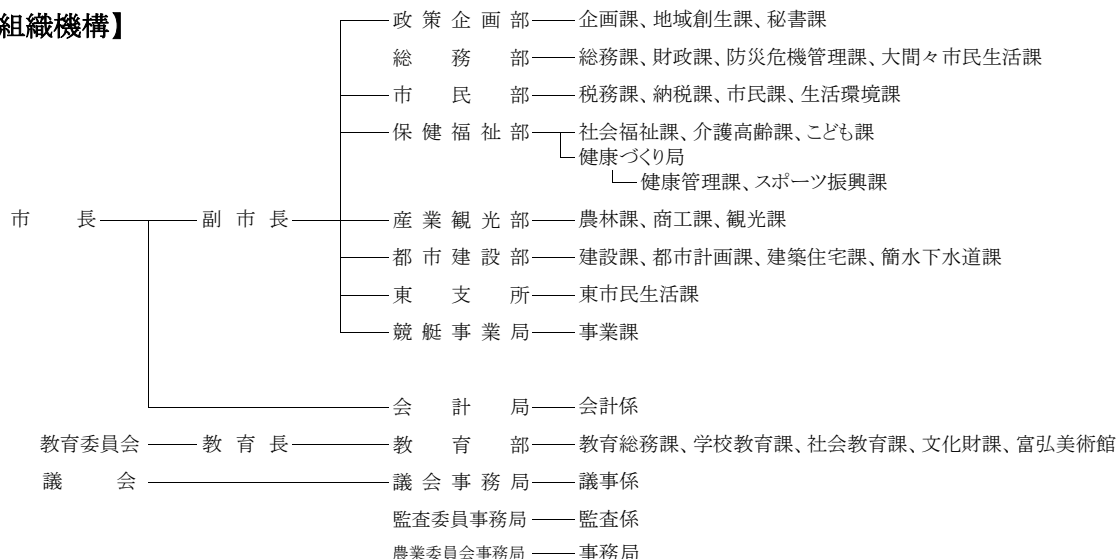 組織機構】
政策企画部 企画課、地域創生課、秘書課
総務部 総務課、財政課、防災危機管理課、大間々市民生活課
市民部 税務課、納税課、市民課、生活環境課
保健福祉部 社会福祉課、介護高齢課、こども課
健康づくり局
健康管理課、スポーツ振興課
市長 副市長 産業観光部 農林課、商工課、観光課
都市建設部 建設課、都市計画課、建築住宅課、簡水下水道課
東支所 東市民生活課
競艇事業局 事業課
会計局 会計係
教育委員会 教育長 教育部 教育総務課、学校教育課、社会教育課、文化財課、富弘美術館
議会 議会事務局 議事係
監査委員事務局 監査係
農業委員会事務局 事務局